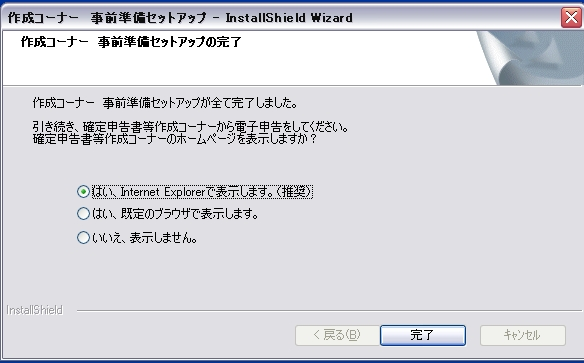 作成コーナー 事前準備セットアップ - InstallShield Wizard
作成コーナー 事前準備セットアップの完了
作成コーナー 事前準備セットアップが全て完了しました。
引き続き、確定申告書等作成コーナーから電子申告をしてください。
確定申告書等作成コーナーのホームページを表示しますか?
はい、Internet Explorerで表示します。(推奨)
はい、既定のブラウザで表示します。
いいえ、表示しません。
InstallShield
< 戻る(B)
完了
キャンセル